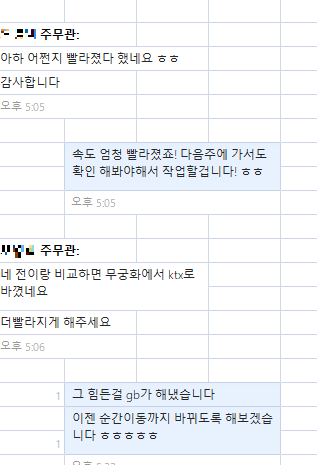 주무관:
아하 어쩐지 빨라졌다 했네요 ㅎㅎ
감사합니다
오후 5:05
속도 엄청 빨라졌죠! 다음주에 가서도
확인 해봐야해서 작업할겁니다! ㅎㅎ
오후 5:05
주무관:
네 전이랑 비교하면 무궁화에서 ktx로
바꼈네요
더빨라지게 해주세요
오후 5:06
1 그 힘든걸 gb가 해냈습니다
이젠 순간이동까지 바뀌도록 해보겠습
1 니다 ㅎㅎㅎㅎㅎ